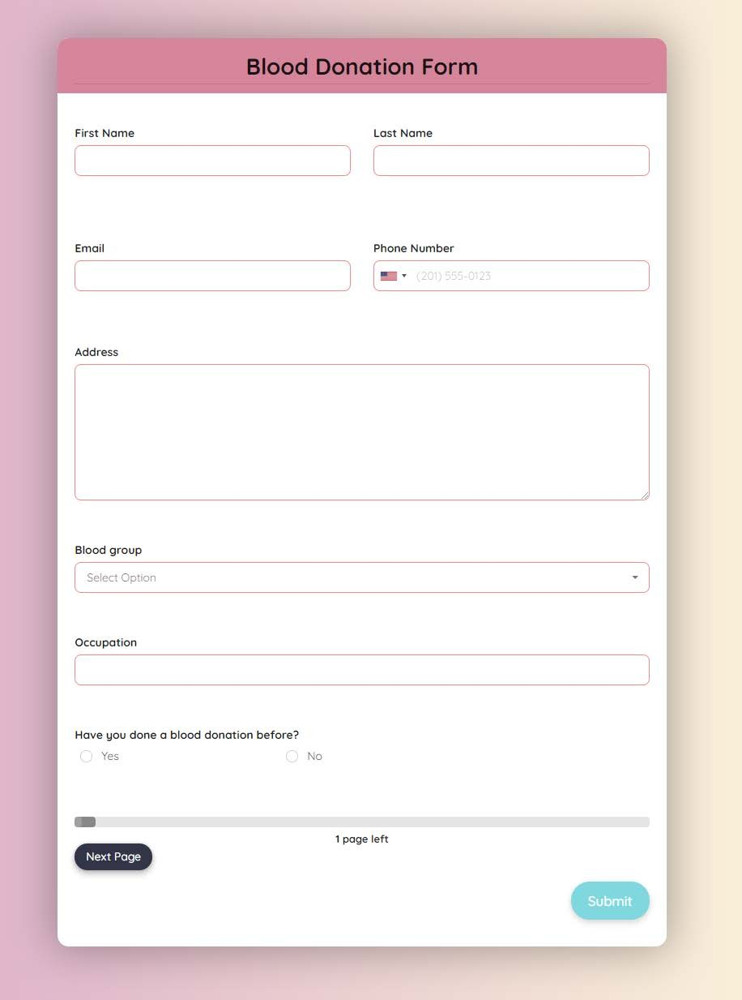 Blood Donation Form
First Name
Last Name
Email
Phone Number
(201) 555-0123
Address
Blood group
Select Option
Occupation
Have you done a blood donation before?
Yes
No
1 page left
Next Page
Submit